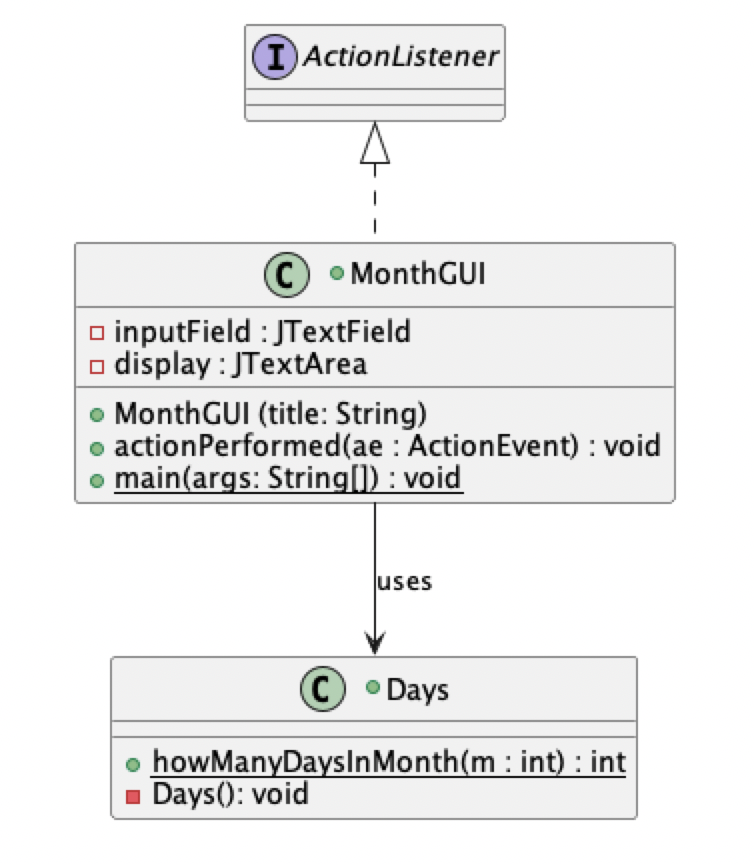 I ActionListener
C MonthGUI
inputField : JTextField
display : JTextArea
MonthGUI (title: String)
actionPerformed(ae : ActionEvent) : void
main(args: String[]) : void
uses
C Days
howManyDaysInMonth(m : int) : int
Days(): void